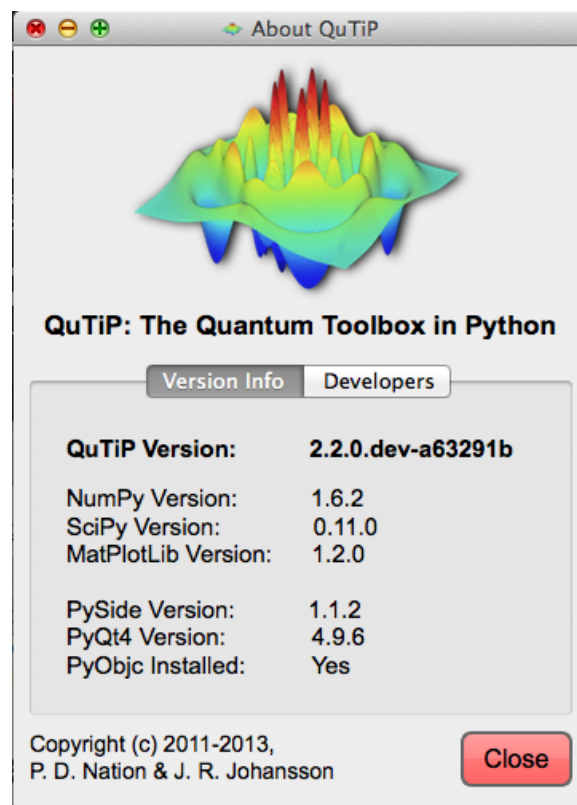 About QuTiP
QuTiP: The Quantum Toolbox in Python
Version Info Developers
QuTiP Version: 2.2.0.dev-a63291b
NumPy Version: 1.6.2
SciPy Version: 0.11.0
MatPlotLib Version: 1.2.0
PySide Version: 1.1.2
PyQt4 Version: 4.9.6
PyObjc Installed: Yes
Copyright (c) 2011-2013,
P. D. Nation & J. R. Johansson
Close